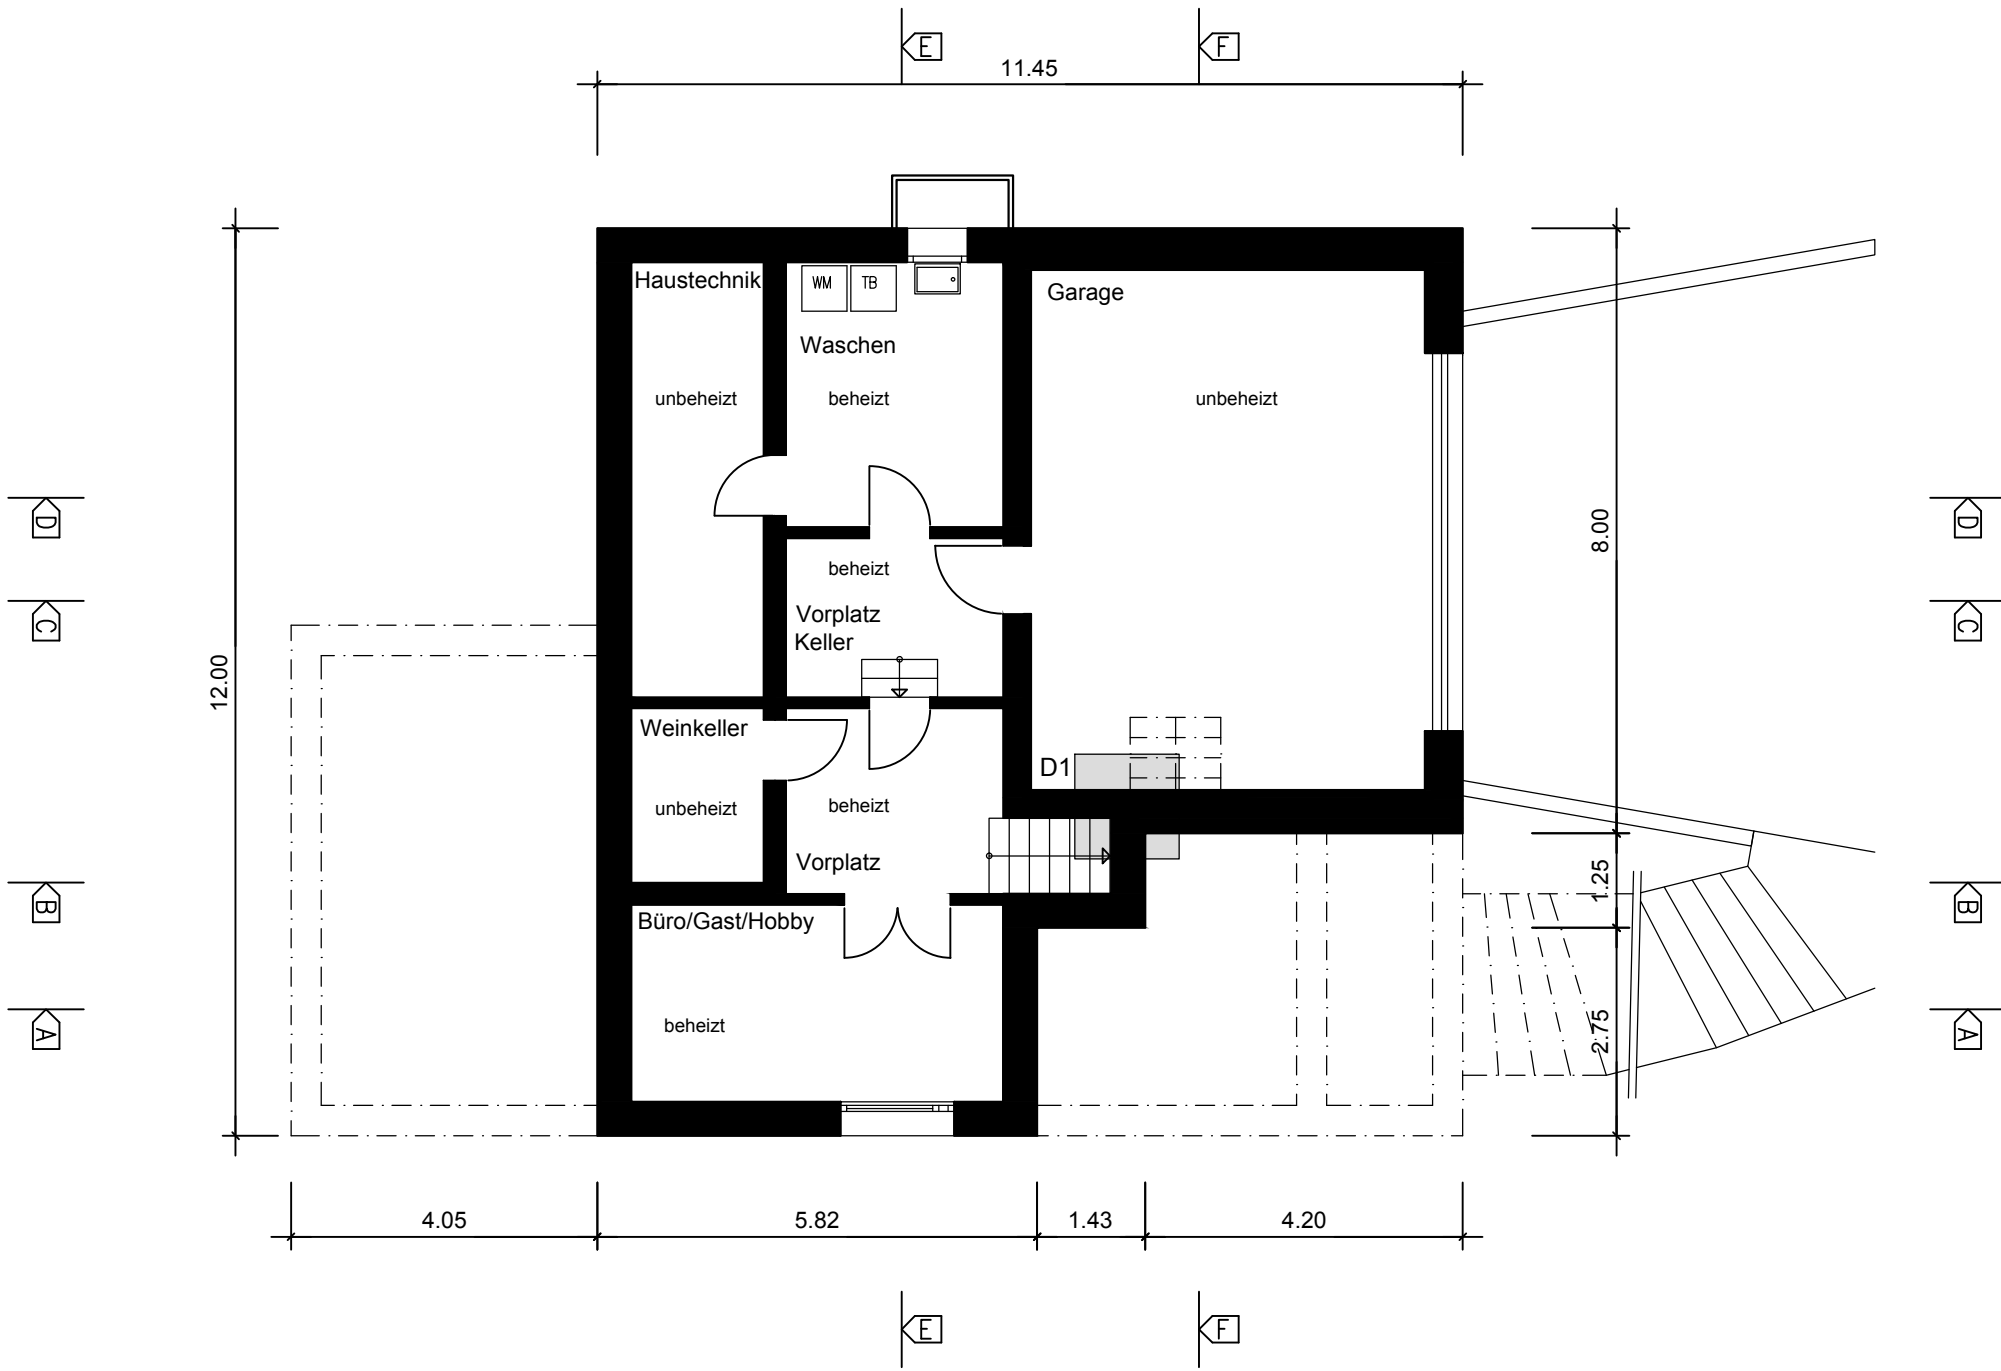 E
F
11.45
Haustechnik
WM
TB
Garage
Waschen
unbeheizt
beheizt
unbeheizt
D
D
8.00
beheizt
C
C
Vorplatz
Keller
12.00
Weinkeller
D1
unbeheizt
beheizt
Vorplatz
1.25
B
B
Büro/Gast/Hobby
beheizt
A
A
2.75
4.05
5.82
1.43
4.20
E
F